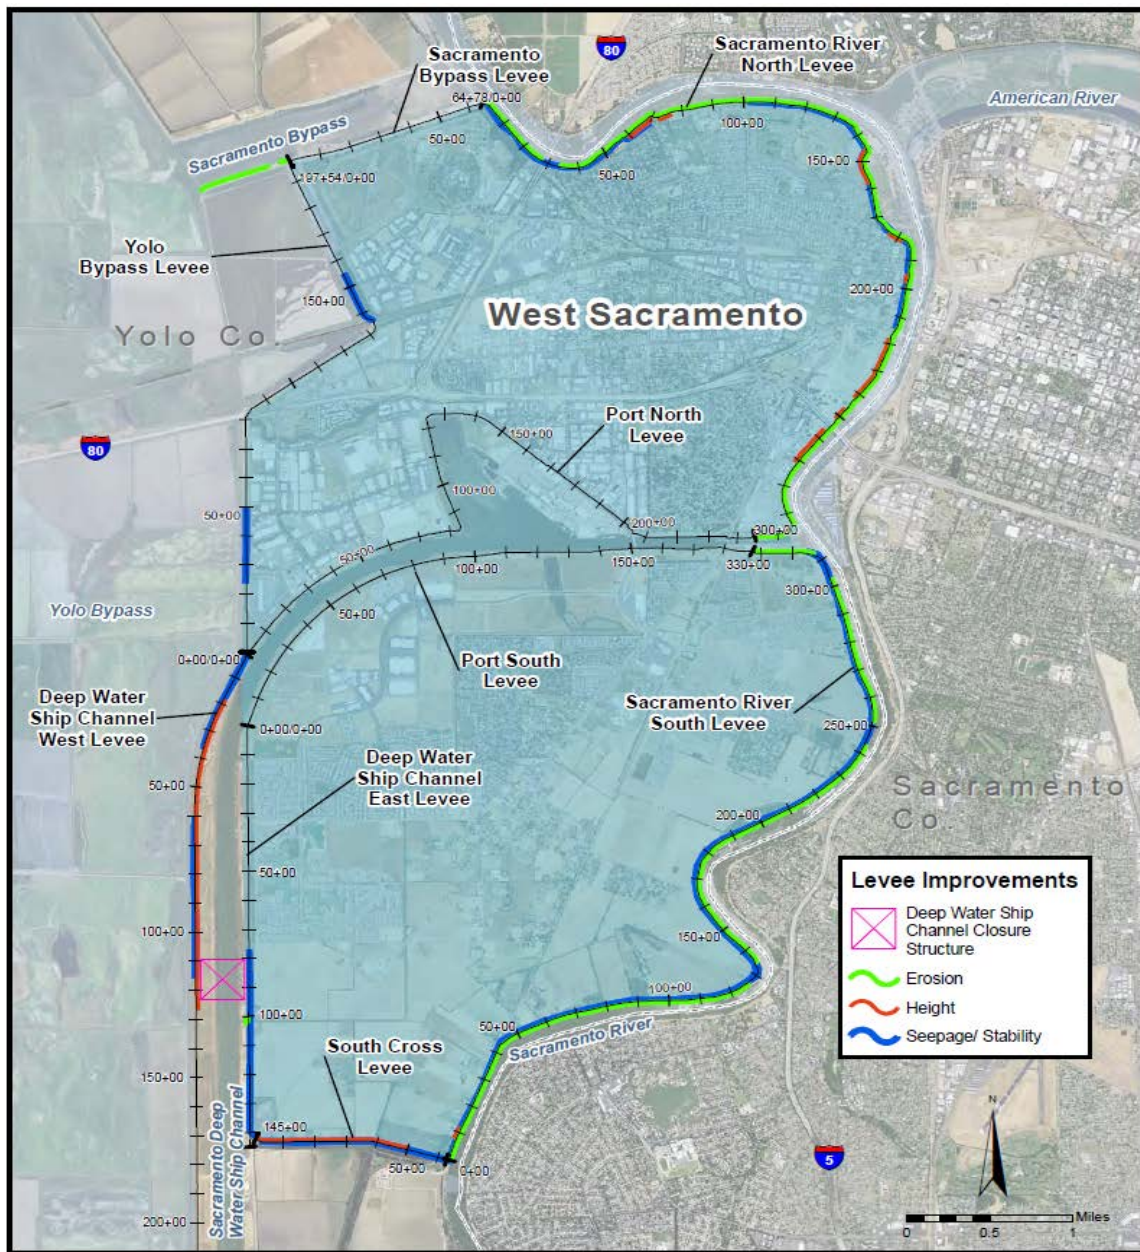 Sacramento
Bypass Levee
80
Sacramento River
North Levee
American River
64+78/0+00
50+00
100+00
Sacramento Bypass
197+54/0+00
50+00
150+00
Yolo
Bypass Levee
150+00
200+00
West Sacramento
Yolo Co.
Port North
Levee
80
150+00
100+00
50+00
200+00
300+00
50+00
100+00
150+00
330+00
300+00
Yolo Bypass
50+00
0+00/0+00
Port South
Levee
Deep Water
Ship Channel
West Levee
Sacramento River
South Levee
0+00/0+00
250+00
Deep Water
Ship Channel
East Levee
50+00
Sacramento
Co.
200+00
50+00
Levee Improvements
Deep Water Ship
Channel Closure
Structure
Erosion
Height
Seepage/ Stability
100+00
150+00
100+00
100+00
50+00
Sacramento River
South Cross
Levee
150+00
145+00
50+00
0+00
Sacramento Deep
Water Ship Channel
5
N
200+00
Miles
0
0.5
1